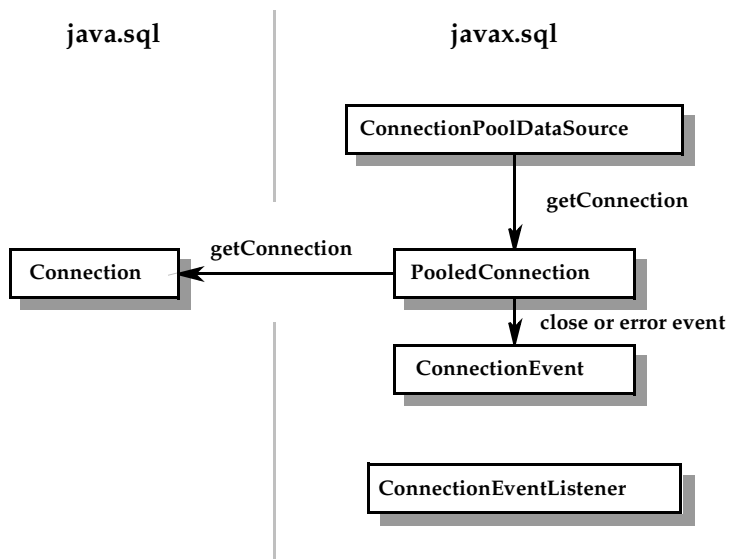 java.sql
javax.sql
ConnectionPoolDataSource
getConnection
getConnection
Connection
PooledConnection
close or error event
ConnectionEvent
ConnectionEventListener